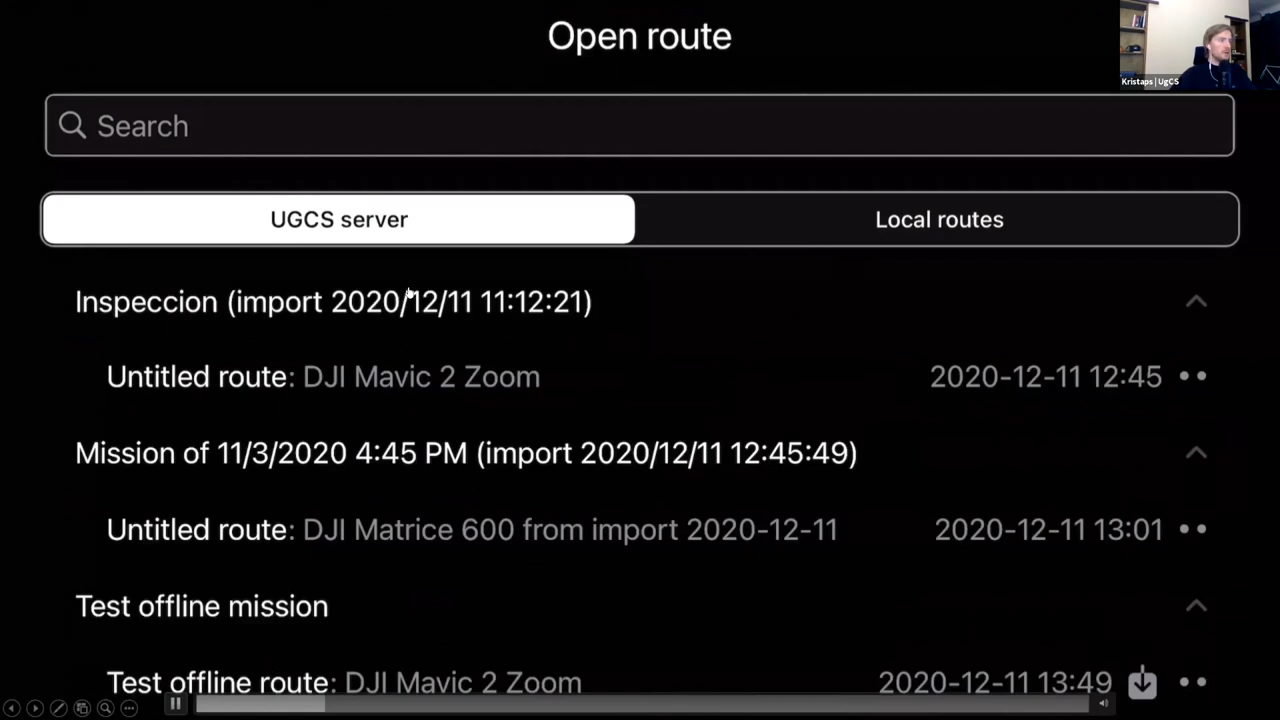 Open route
Kristaps | UgCS
Search
UGCS server
Local routes
Inspeccion (import 2020/12/11 11:12:21)
Untitled route: DJI Mavic 2 Zoom 2020-12-11 12:45
Mission of 11/3/2020 4:45 PM (import 2020/12/11 12:45:49)
Untitled route: DJI Matrice 600 from import 2020-12-11 2020-12-11 13:01
Test offline mission
Test offline route: DJI Mavic 2 Zoom 2020-12-11 13:49